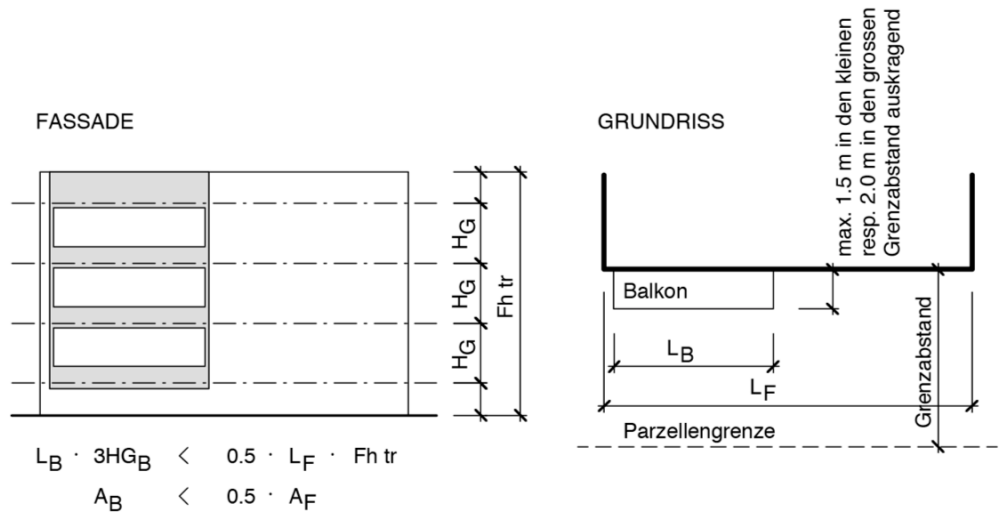 FASSADE
HG
HG
HG
Fh tr
LB · 3HGB < 0.5 · LF · Fh tr
AB < 0.5 · AF
GRUNDRISS
max. 1.5 m in den kleinen
resp. 2.0 m in den grossen
Grenzabstand auskragend
Balkon
LB
LF
Grenzabstand
Parzellengrenze